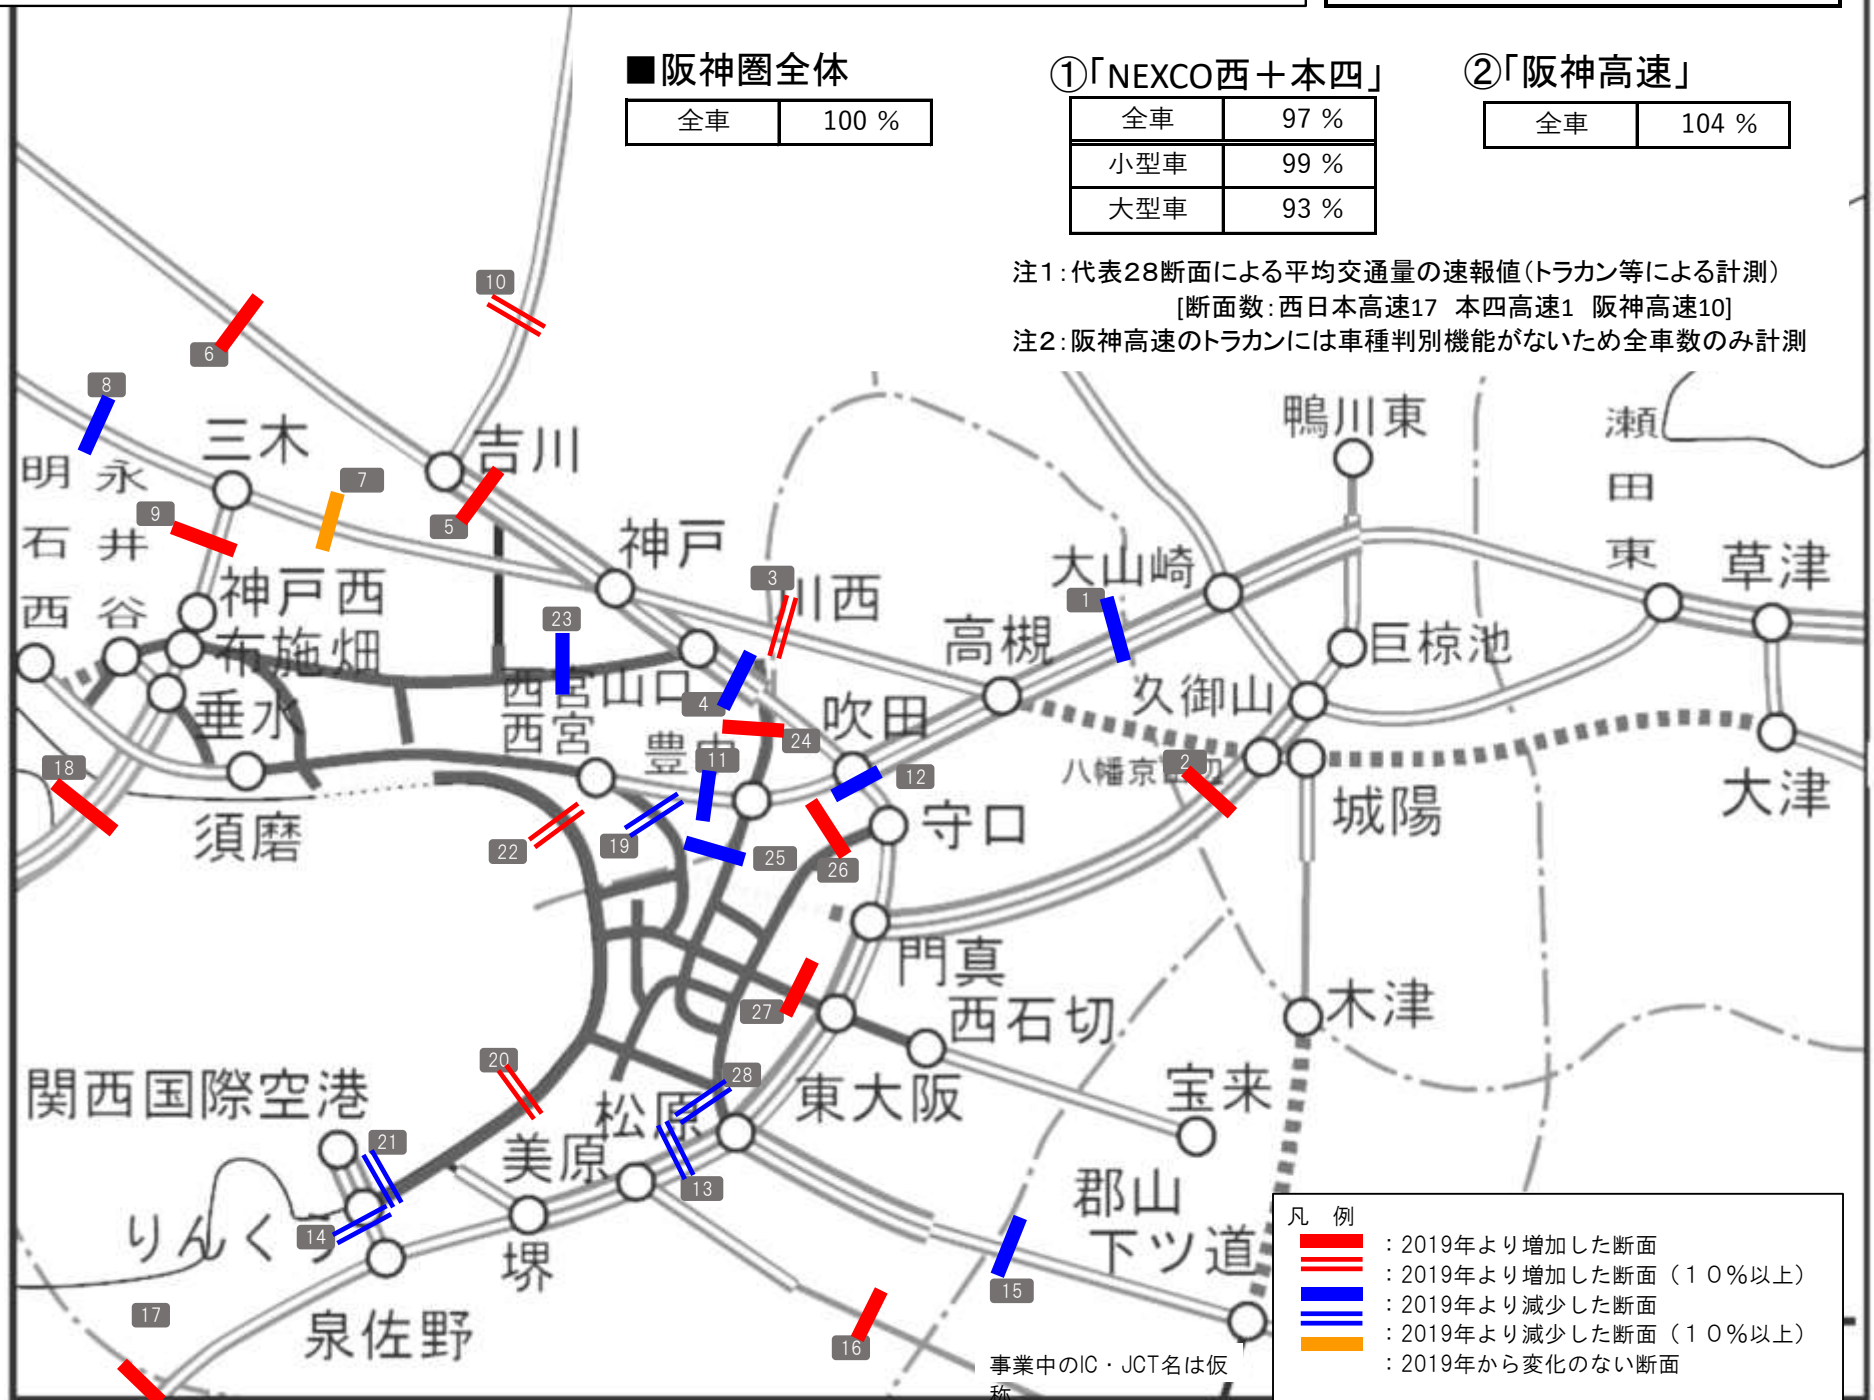 ■阪神圏全体
全車 100 %
①「NEXCO西＋本四」
全車 97 %
小型車 99 %
大型車 93 %
②「阪神高速」
全車 104 %
注1：代表28断面による平均交通量の速報値（トラカン等による計測）
[断面数：西日本高速17 本四高速1 阪神高速10]
注2：阪神高速のトラカンには車種判別機能がないため全車数のみ計測
10
6
8
三木
吉川
鴨川東
瀬田東
明石西
永井谷
7
9
5
神戸
大山崎
草津
神戸西
3
川西
1
布施畑
23
高槻
巨椋池
西宮山口
4
久御山
垂水
西宮
吹田
24
豊中
11
12
八幡京田辺
2
18
大津
城陽
須磨
22
19
25
守口
26
門真
27
西石切
木津
関西国際空港
20
28
松原
東大阪
宝来
21
美原
13
郡山
下ツ道
りんくう
14
堺
15
17
泉佐野
16
事業中のIC・JCT名は仮
称
凡 例
：2019年より増加した断面
：2019年より増加した断面（１０％以上）
：2019年より減少した断面
：2019年より減少した断面（１０％以上）
：2019年から変化のない断面